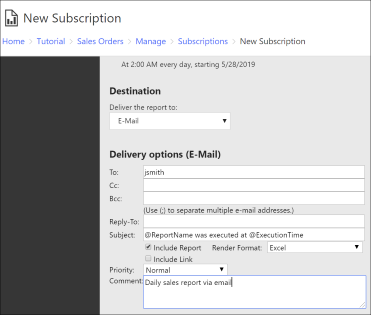 New Subscription
Home > Tutorial > Sales Orders > Manage > Subscriptions > New Subscription
At 2:00 AM every day, starting 5/28/2019
Destination
Deliver the report to:
E-Mail
Delivery options (E-Mail)
To: jsmith
Cc:
Bcc:
(Use (;) to separate multiple e-mail addresses.)
Reply-To:
Subject: @ReportName was executed at @ExecutionTime
Include Report Render Format: Excel
Include Link
Priority: Normal
Comment: Daily sales report via email